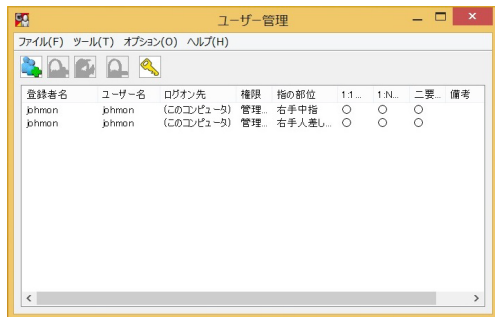 ユーザー管理
ファイル(F) ツール(T) オプション(O) ヘルプ(H)
登録者名 ユーザー名 ログオン先 権限 指の部位 1:1... 1:N... 二要... 備考
johmon johmon (このコンピュータ) 管理... 右手中指 ○ ○ ○
johmon johmon (このコンピュータ) 管理... 右手人差し... ○ ○ ○